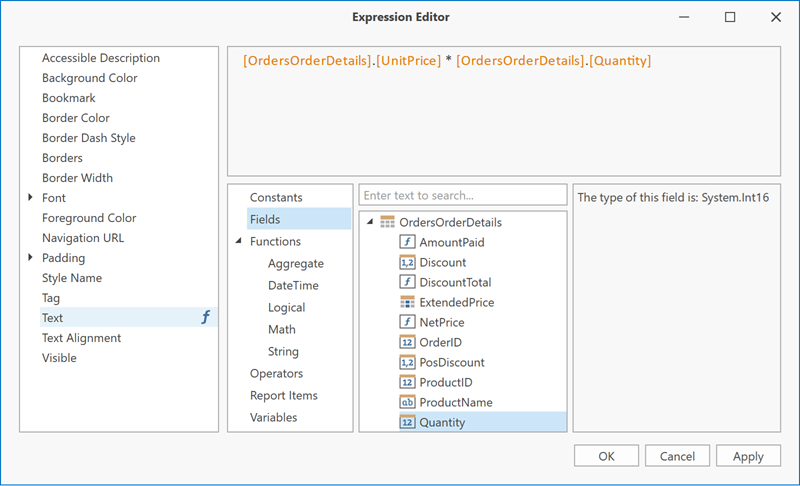 Expression Editor
Accessible Description
Background Color
Bookmark
Border Color
Border Dash Style
Borders
Border Width
Font
Foreground Color
Navigation URL
Padding
Style Name
Tag
Text
Text Alignment
Visible
[OrdersOrderDetails].[UnitPrice] * [OrdersOrderDetails].[Quantity]
Constants
Fields
Functions
Aggregate
DateTime
Logical
Math
String
Operators
Report Items
Variables
Enter text to search...
OrdersOrderDetails
AmountPaid
1,2 Discount
DiscountTotal
ExtendedPrice
NetPrice
12 OrderID
1,2 PosDiscount
12 ProductID
ab ProductName
12 Quantity
The type of this field is: System.Int16
OK
Cancel
Apply